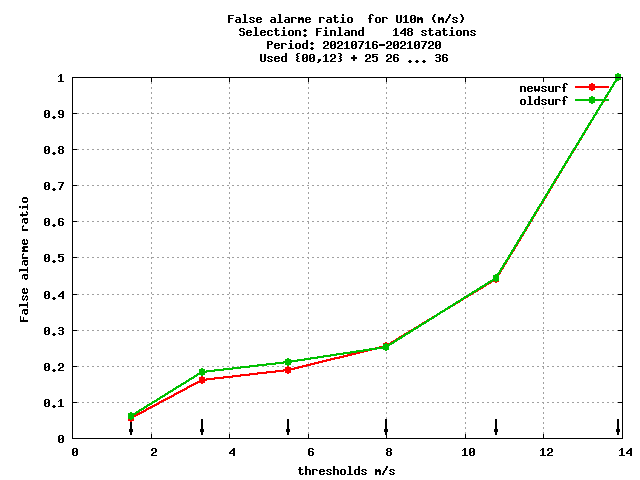 False alarme ratio  for U10m (m/s)
Selection: Finland    148 stations
Period: 20210716-20210720
Used {00,12} + 25 26 ... 36
1
0.9
0.8
0.7
0.6
0.5
0.4
0.3
0.2
0.1
0
False alarme ratio
newsurf
oldsurf
0 2 4 6 8 10 12 14
thresholds m/s